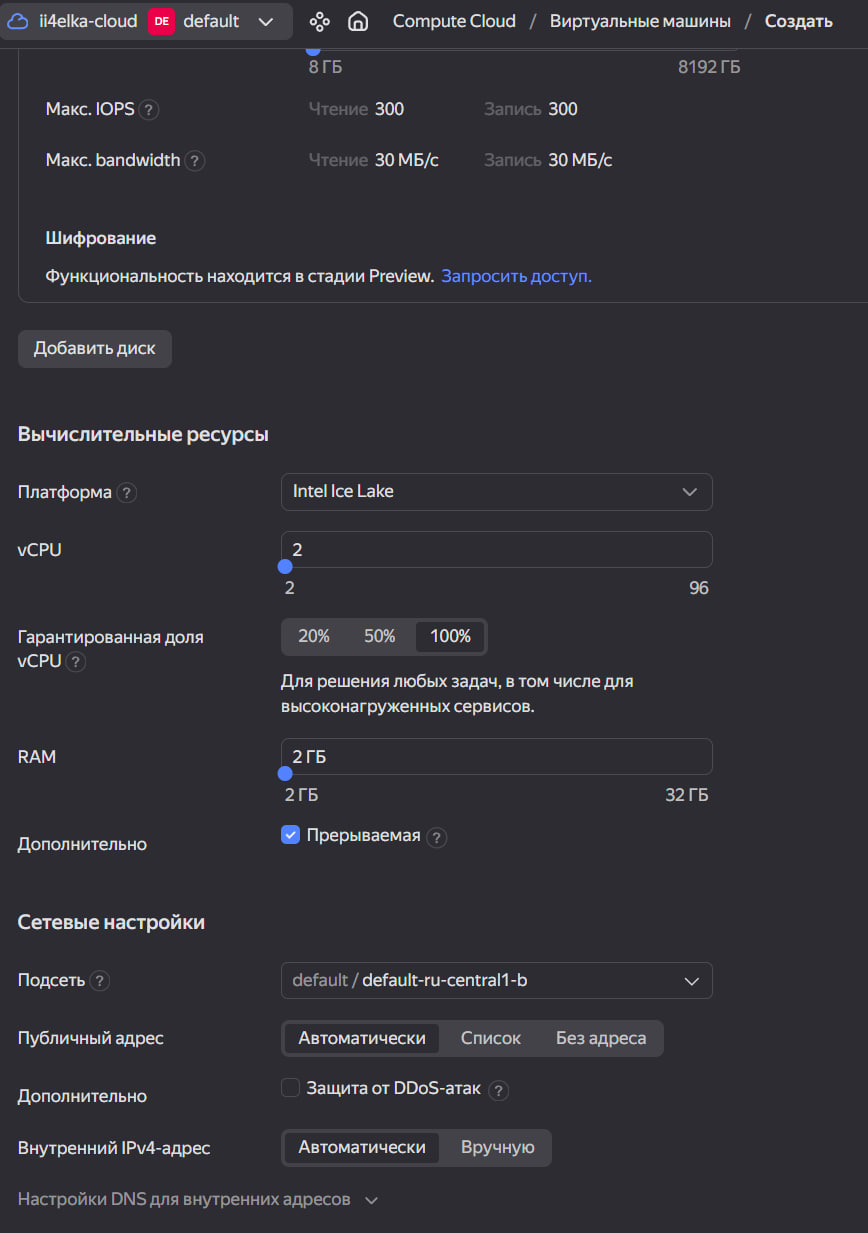 ii4elka-cloud DE default Compute Cloud / Виртуальные машины / Создать
8 ГБ 8192 ГБ
Макс. IOPS ? Чтение 300 Запись 300
Макс. bandwidth ? Чтение 30 МБ/с Запись 30 МБ/с
Шифрование
Функциональность находится в стадии Preview. Запросить доступ.
Добавить диск
Вычислительные ресурсы
Платформа ? Intel Ice Lake
vCPU 2
2 96
Гарантированная доля
vCPU ? 20% 50% 100%
Для решения любых задач, в том числе для
высоконагруженных сервисов.
RAM 2 ГБ
2 ГБ 32 ГБ
Дополнительно Прерываемая ?
Сетевые настройки
Подсеть ? default / default-ru-central1-b
Публичный адрес Автоматически Список Без адреса
Дополнительно Защита от DDoS-атак ?
Внутренний IPv4-адрес Автоматически Вручную
Настройки DNS для внутренних адресов